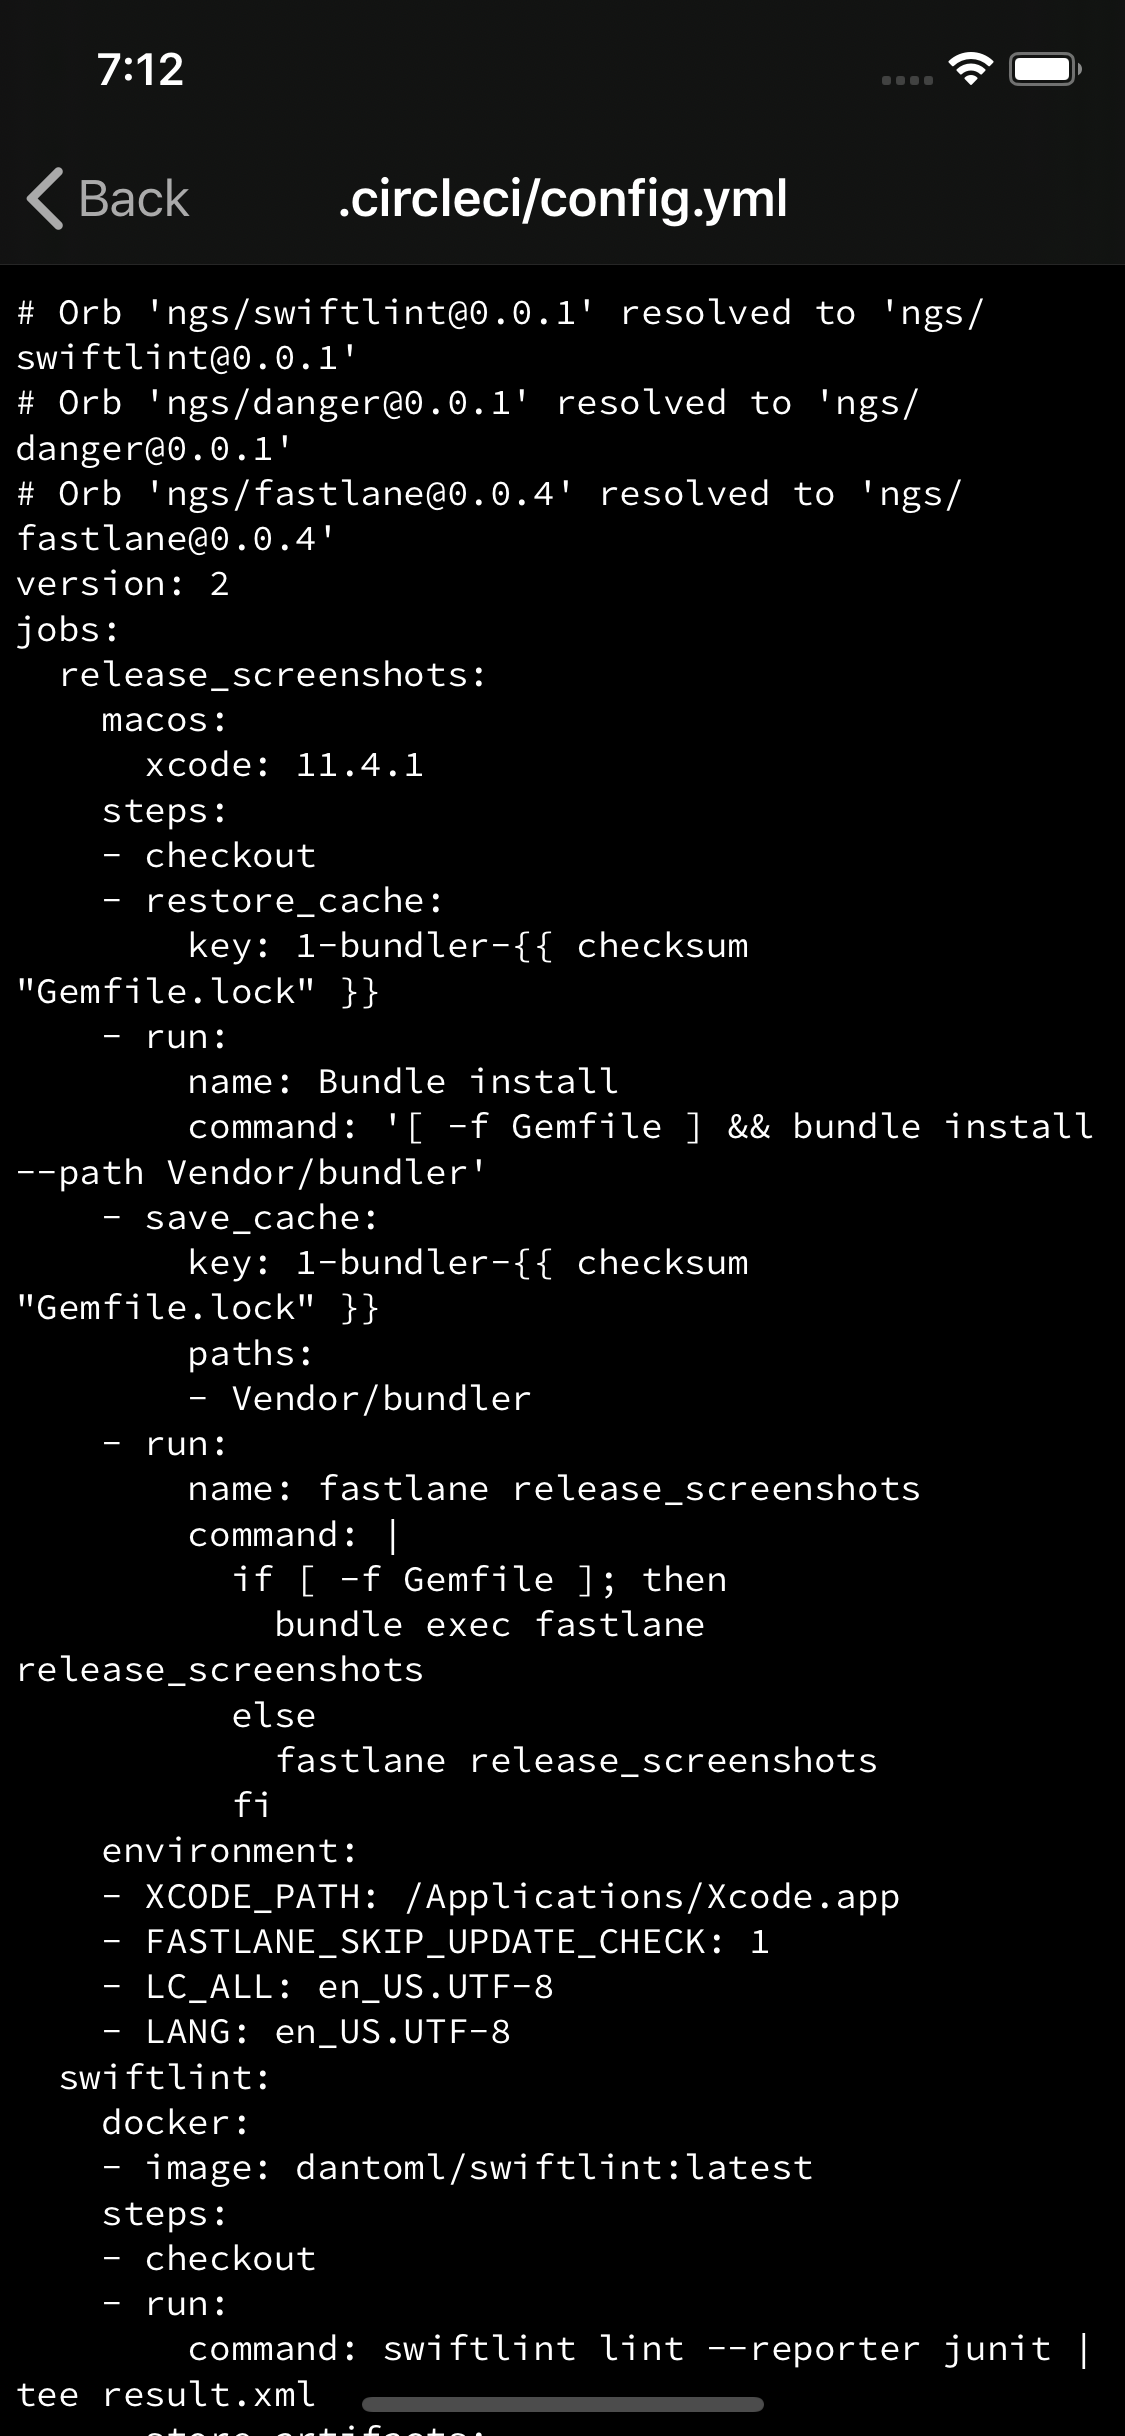 7:12
Back
.circleci/config.yml
# Orb 'ngs/swiftlint@0.0.1' resolved to 'ngs/
swiftlint@0.0.1'
# Orb 'ngs/danger@0.0.1' resolved to 'ngs/
danger@0.0.1'
# Orb 'ngs/fastlane@0.0.4' resolved to 'ngs/
fastlane@0.0.4'
version: 2
jobs:
  release_screenshots:
    macos:
      xcode: 11.4.1
    steps:
    - checkout
    - restore_cache:
        key: 1-bundler-{{ checksum
"Gemfile.lock" }}
    - run:
        name: Bundle install
        command: '[ -f Gemfile ] && bundle install
--path Vendor/bundler'
    - save_cache:
        key: 1-bundler-{{ checksum
"Gemfile.lock" }}
        paths:
        - Vendor/bundler
    - run:
        name: fastlane release_screenshots
        command: |
          if [ -f Gemfile ]; then
            bundle exec fastlane
release_screenshots
          else
            fastlane release_screenshots
          fi
    environment:
    - XCODE_PATH: /Applications/Xcode.app
    - FASTLANE_SKIP_UPDATE_CHECK: 1
    - LC_ALL: en_US.UTF-8
    - LANG: en_US.UTF-8
  swiftlint:
    docker:
    - image: dantoml/swiftlint:latest
    steps:
    - checkout
    - run:
        command: swiftlint lint --reporter junit |
tee result.xml
      store_artifacts: